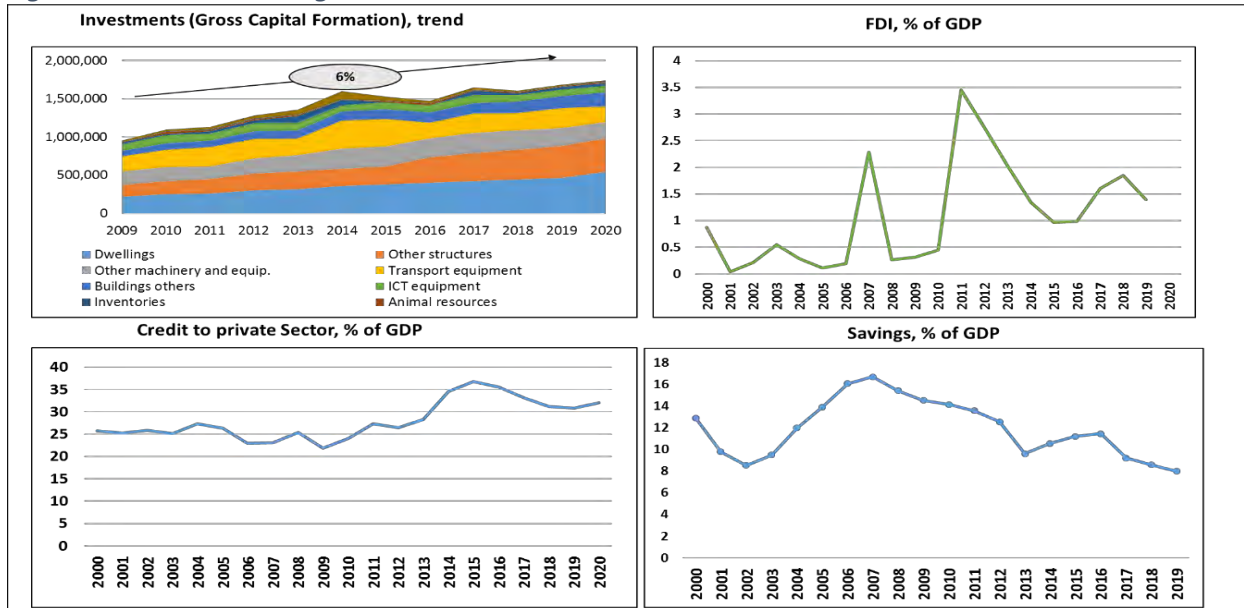 Investments (Gross Capital Formation), trend
2,000,000
1,500,000
1,000,000
500,000
0
6%
2009 2010 2011 2012 2013 2014 2015 2016 2017 2018 2019 2020
Dwellings Other structures
Other machinery and equip. Transport equipment
Buildings others ICT equipment
Inventories Animal resources
FDI, % of GDP
4
3.5
3
2.5
2
1.5
1
0.5
0
2000 2001 2002 2003 2004 2005 2006 2007 2008 2009 2010 2011 2012 2013 2014 2015 2016 2017 2018 2019 2020
Credit to private Sector, % of GDP
40
35
30
25
20
15
10
5
0
2000 2001 2002 2003 2004 2005 2006 2007 2008 2009 2010 2011 2012 2013 2014 2015 2016 2017 2018 2019 2020
Savings, % of GDP
18
16
14
12
10
8
6
4
2
0
2000 2001 2002 2003 2004 2005 2006 2007 2008 2009 2010 2011 2012 2013 2014 2015 2016 2017 2018 2019